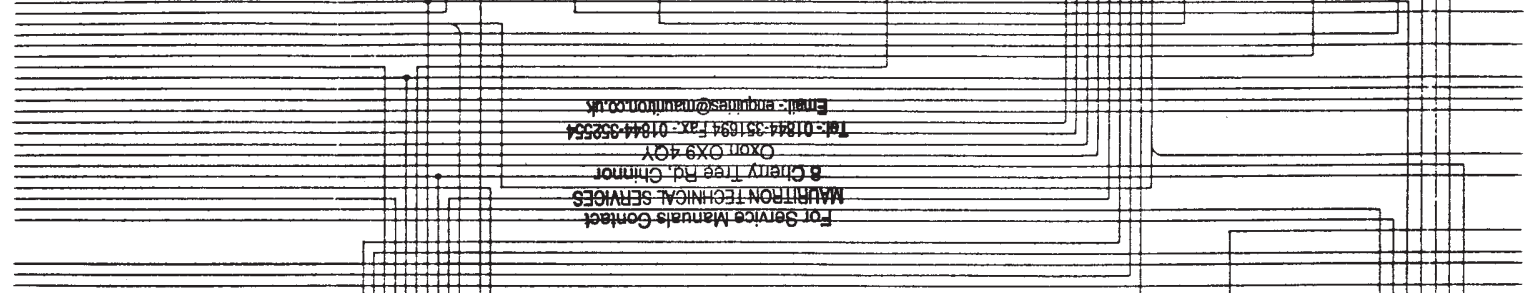 For Service Manuals Contact
MAURITRON TECHNICAL SERVICES
8 Cherry Tree Rd, Chinnor
Oxon OX9 4QY
Tel:- 01844-351694 Fax:- 01844-352554
Email:- enquiries@mauritron.co.uk